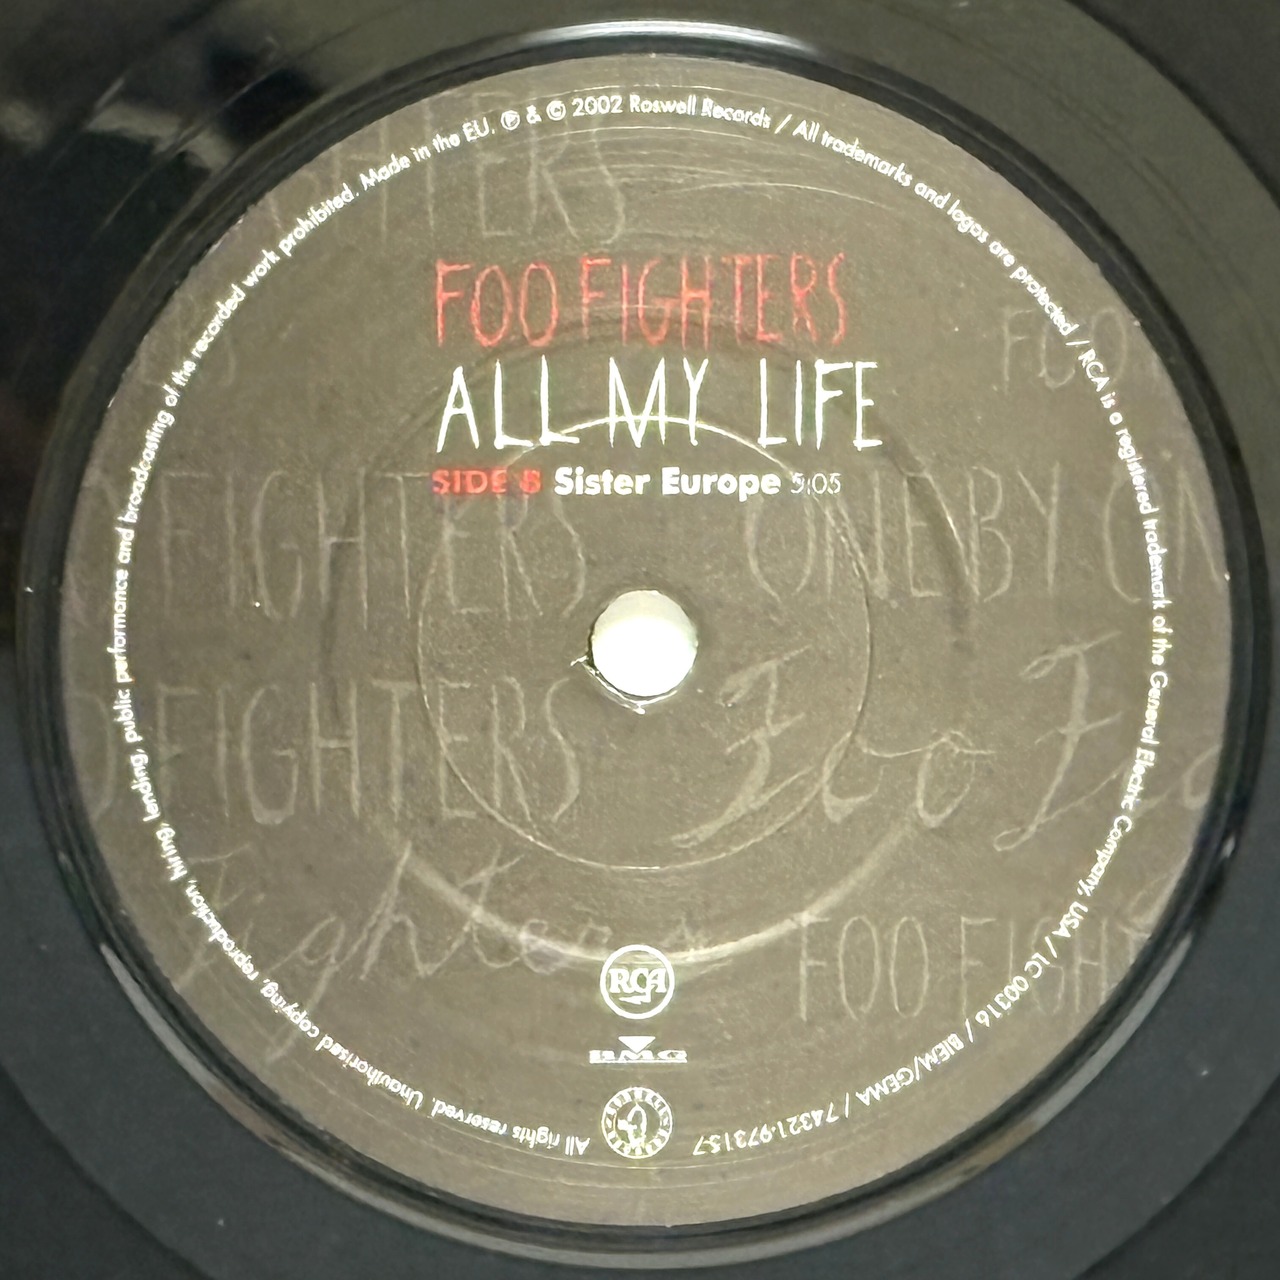 FOO FIGHTERS
ALL MY LIFE
SIDE B Sister Europe 5:05
All rights reserved. Unauthorised copying, reproduction, hiring, lending, public performance and broadcasting of the recorded work prohibited. Made in the EU. ℗ & © 2002 Roswell Records / All trademarks and logos are protected / RCA is a registered trademark of the General Electric Company, USA / LC 00316 / BIEM/GEMA / 74321-97315-7
FIGHTERS
FOO
FIGHTERS
ONE BY ON
FIGHTERS
Foo
Fighters
FOO FIGH
RCA
BMG